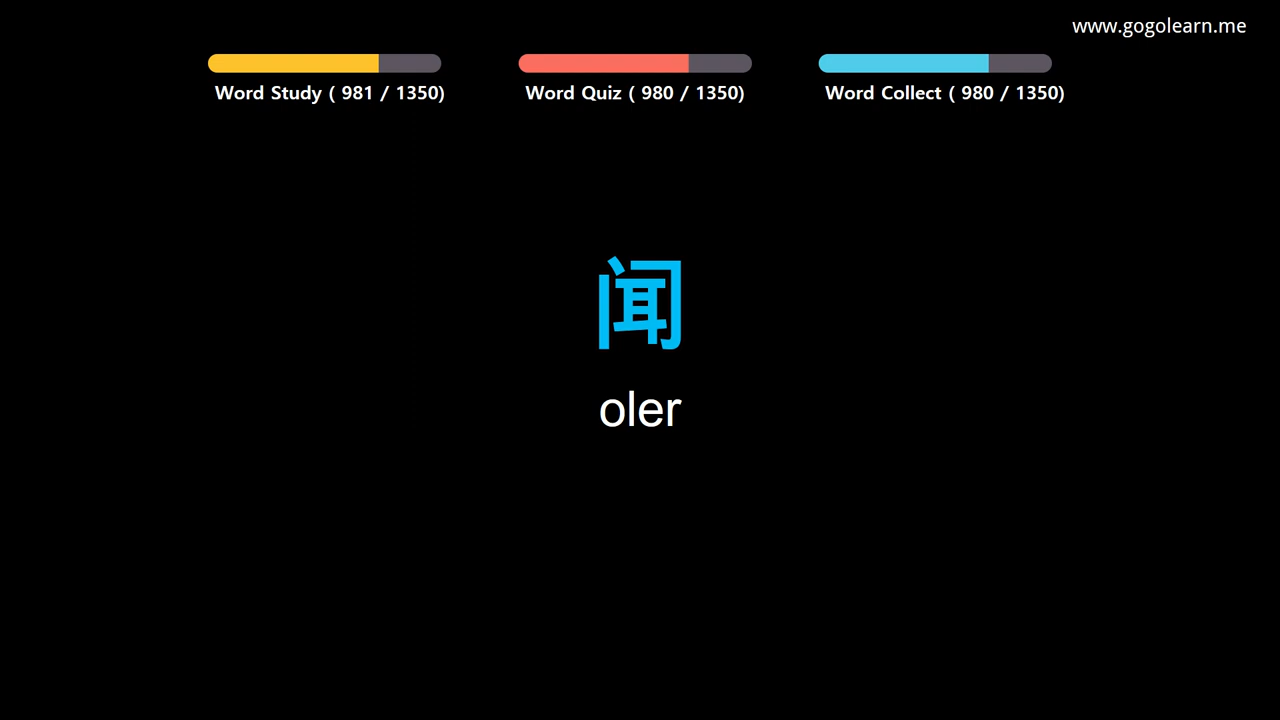 www.gogolearn.me
Word Study ( 981 / 1350)
Word Quiz ( 980 / 1350)
Word Collect ( 980 / 1350)
闻
oler